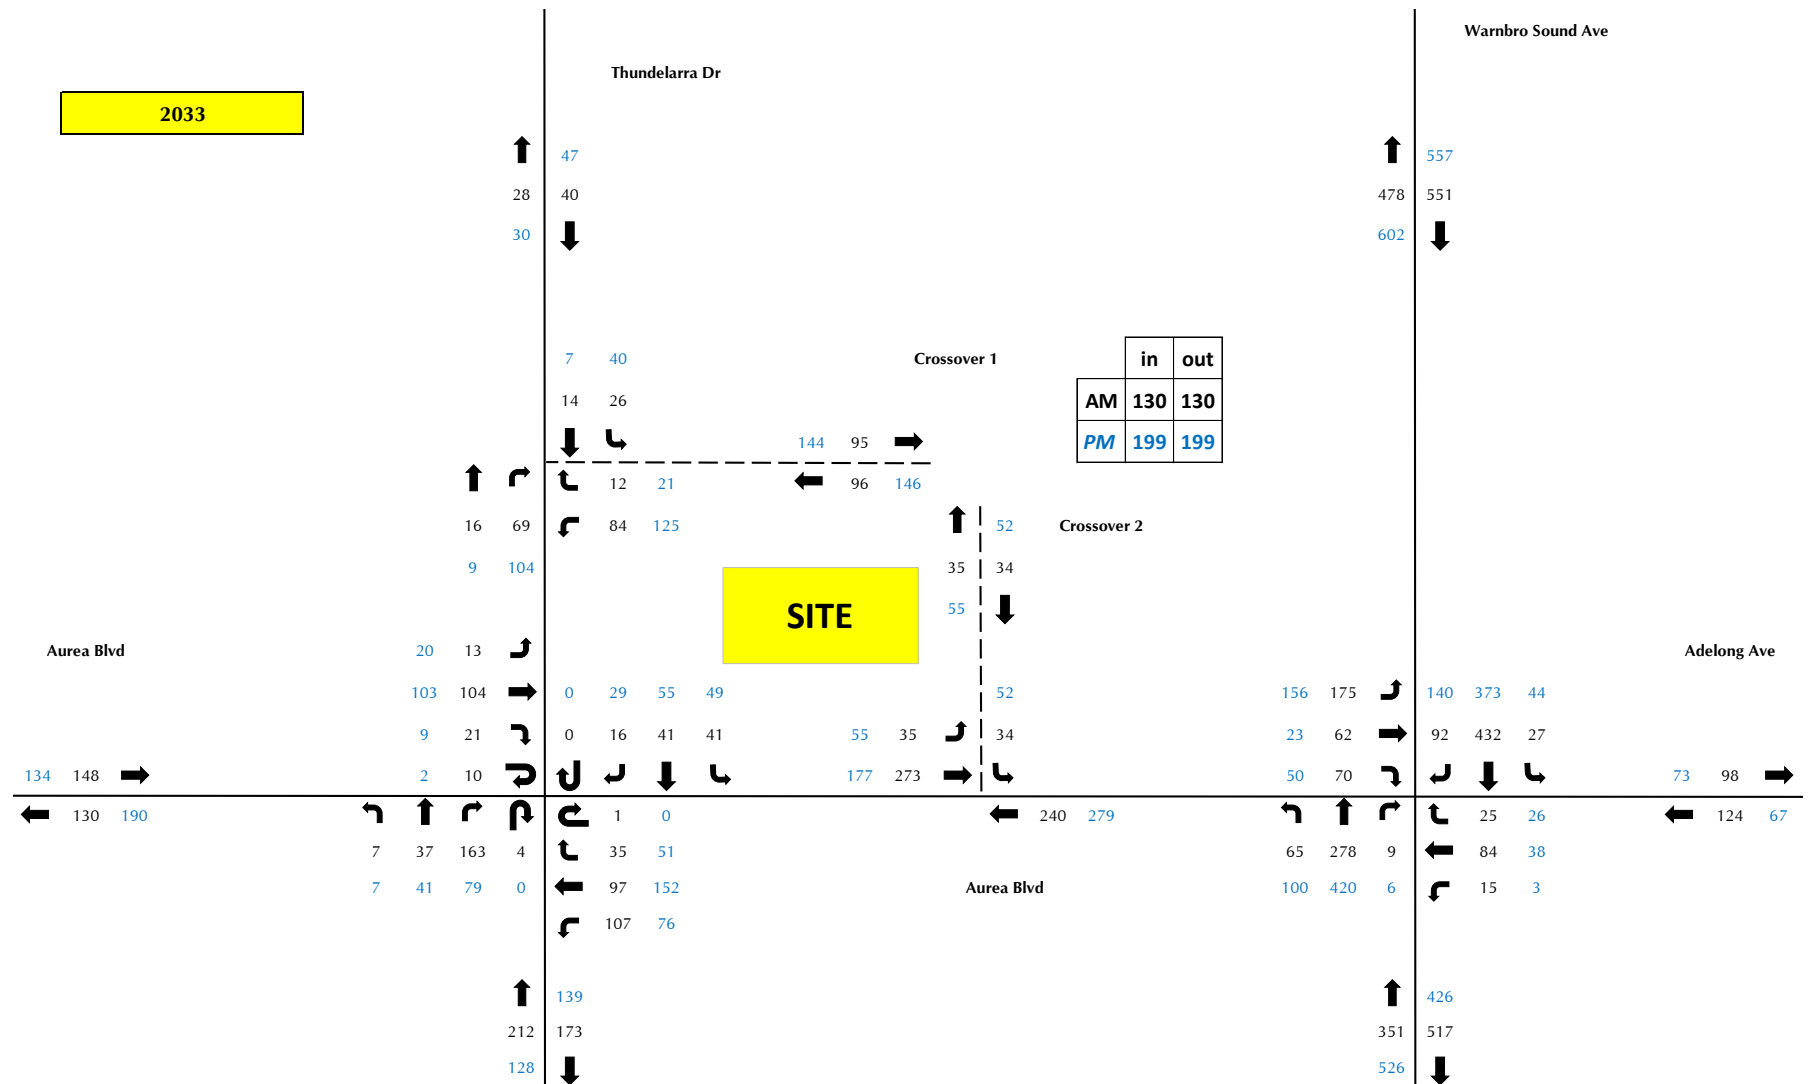 Warnbro Sound Ave
Thundelarra Dr
2033
47 557
28 40 478 551
30 602
7 40 Crossover 1 in out
14 26 AM 130 130
144 95 PM 199 199
12 21 96 146
16 69 84 125 52 Crossover 2
9 104 35 34
SITE
55
Aurea Blvd 20 13 Adelong Ave
103 104 0 29 55 49 52 156 175 140 373 44
9 21 0 16 41 41 55 35 34 23 62 92 432 27
134 148 2 10 177 273 50 70 73 98
130 190 1 0 240 279 25 26 124 67
7 37 163 4 35 51 65 278 9 84 38
7 41 79 0 97 152 Aurea Blvd 100 420 6 15 3
107 76
139 426
212 173 351 517
128 526